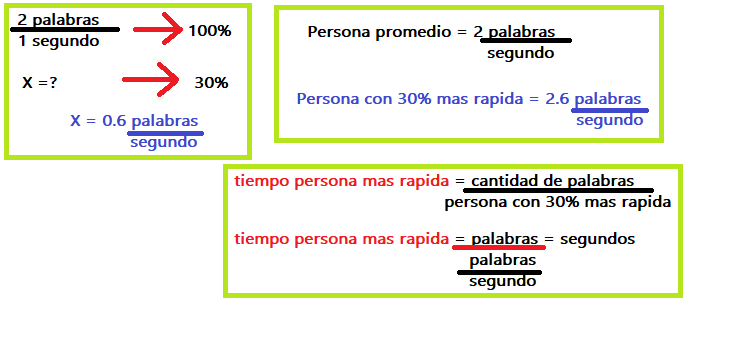 2 palabras
1 segundo
100%
X =?
30%
X = 0.6 palabras
segundo
Persona promedio = 2 palabras
segundo
Persona con 30% mas rapida = 2.6 palabras
segundo
tiempo persona mas rapida = cantidad de palabras
persona con 30% mas rapida
tiempo persona mas rapida = palabras = segundos
palabras
segundo